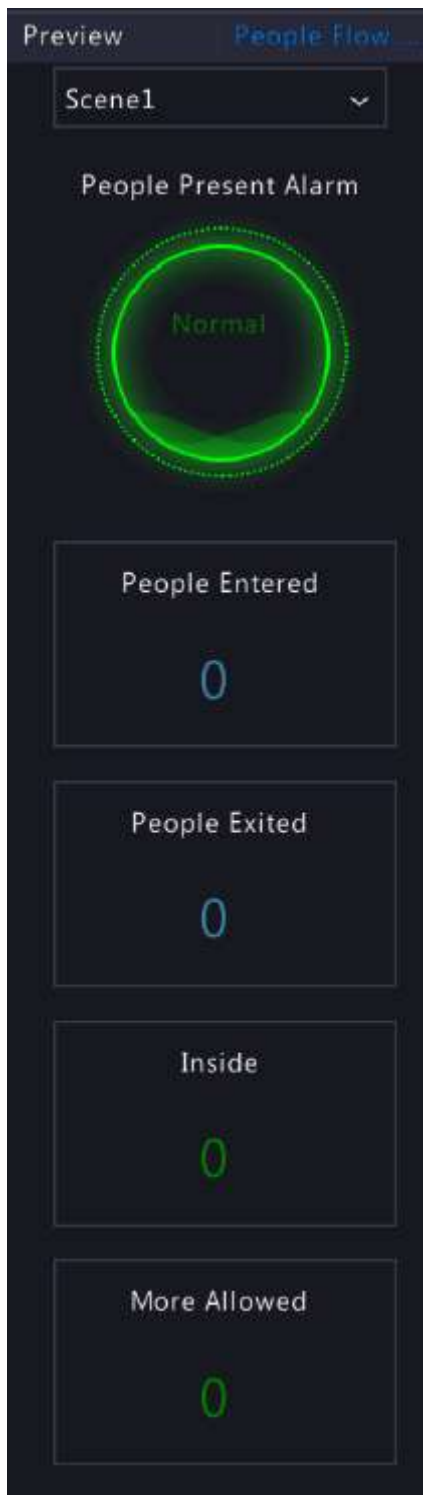 Preview People Flow ...
Scene1
People Present Alarm
Normal
People Entered
0
People Exited
0
Inside
0
More Allowed
0